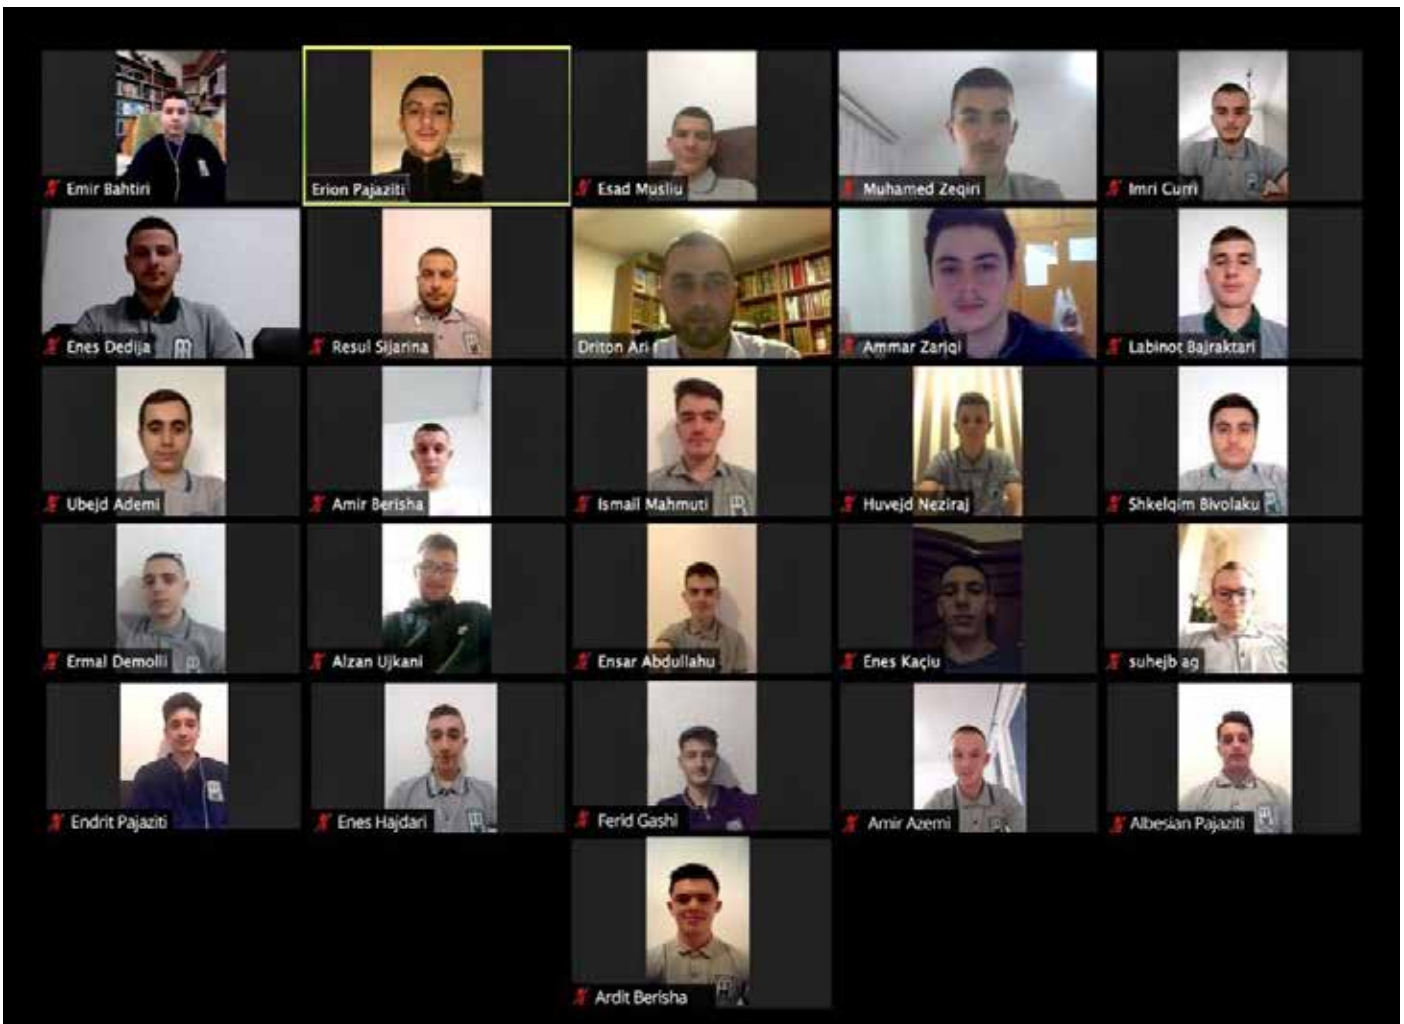 Emir Bahtiri
Erion Pajaziti
Esad Musliu
Muhamed Zeqiri
Imri Curri
Enes Dedija
Resul Sijarina
Driton Ari
Ammar Zariqi
Labinot Bajraktari
Ubejd Ademi
Amir Berisha
Ismail Mahmuti
Huvejd Neziraj
Shkelqim Bivolaku
Ermal Demolli
Alzan Ujkani
Ensar Abdullahu
Enes Kaçiu
suhejb ag
Endrit Pajaziti
Enes Hajdari
Ferid Gashi
Amir Azemi
Albesian Pajaziti
Ardit Berisha